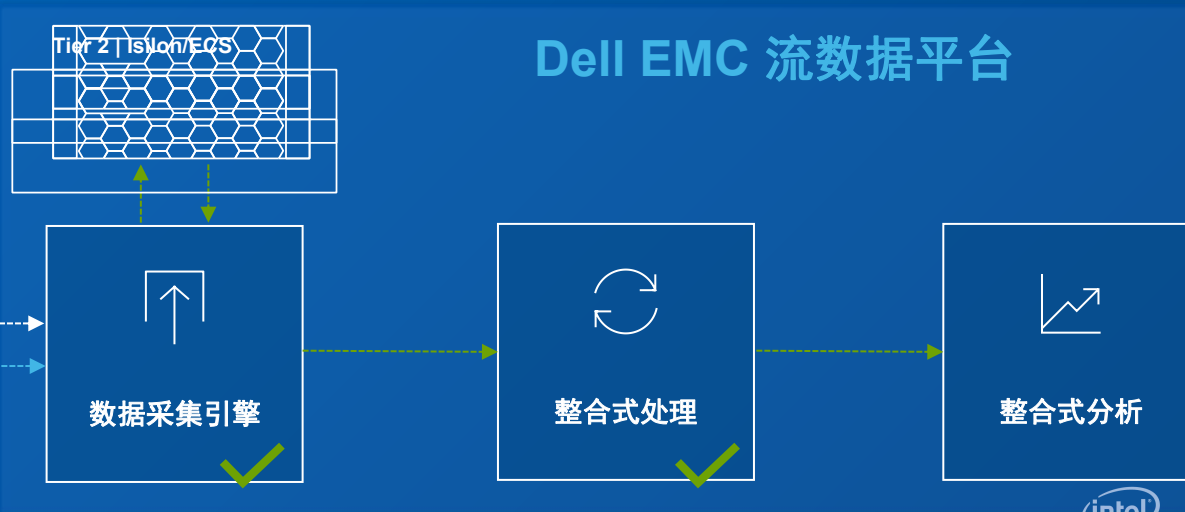 Tier 2 | Isilon/ECS
Dell EMC 流数据平台
数据采集引擎
整合式处理
整合式分析
intel